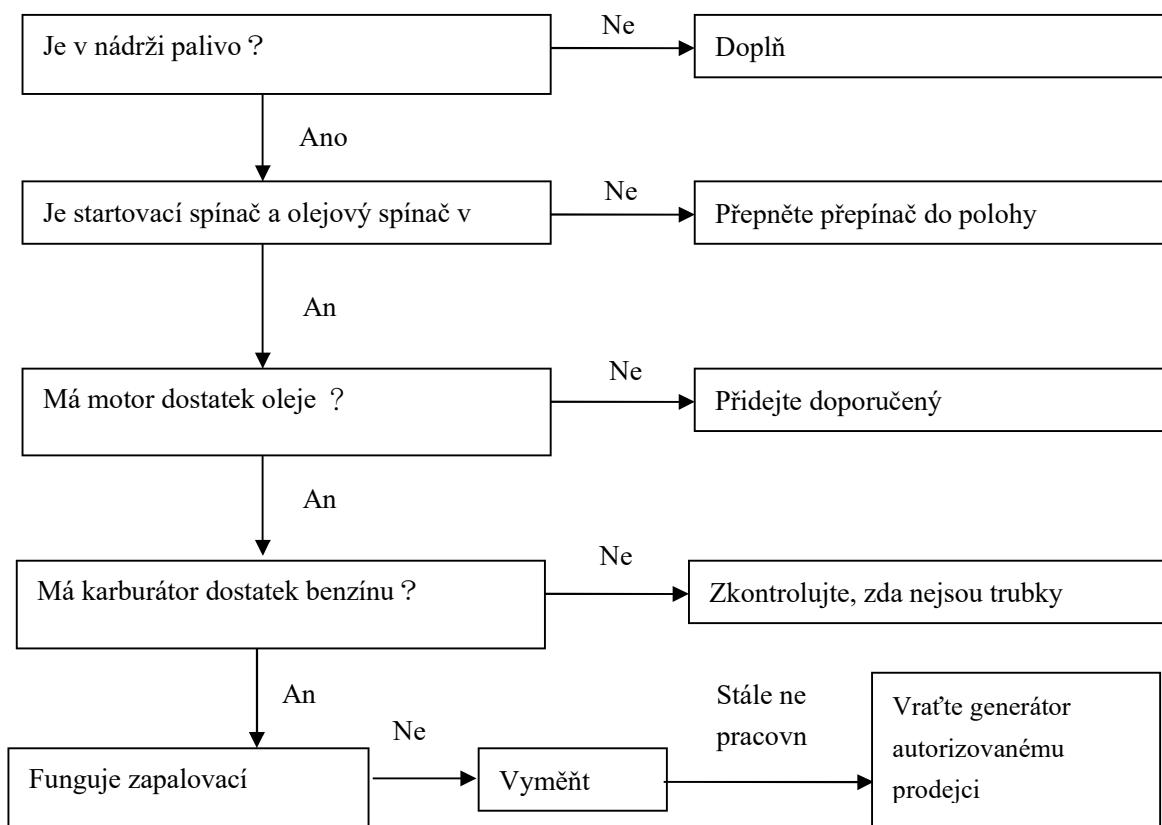 Je v nádrži palivo？
Ne
Doplň
Ano
Je startovací spínač a olejový spínač v
Ne
Přepněte přepínač do polohy
An
Má motor dostatek oleje ？
Ne
Přidejte doporučený
An
Má karburátor dostatek benzínu？
Ne
Zkontrolujte, zda nejsou trubky
An
Funguje zapalovací
Ne
Vyměňt
Stále ne
pracovn
Vraťte generátor
autorizovanému
prodejci